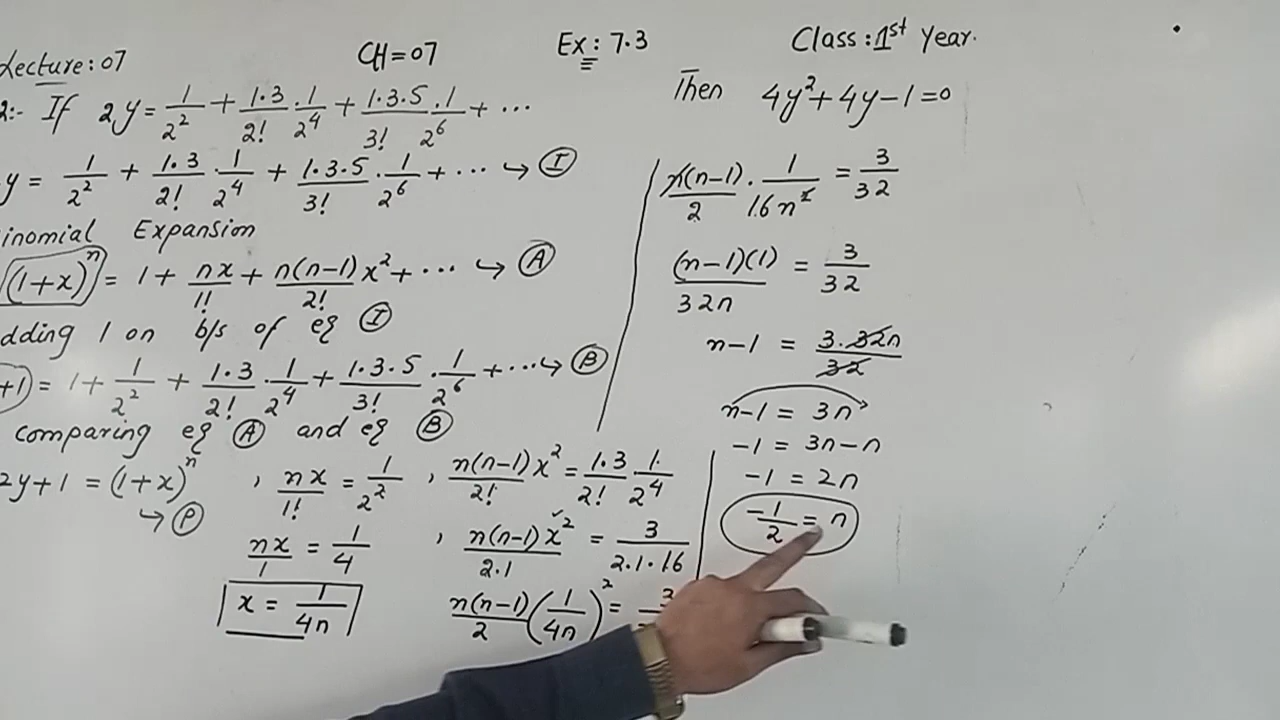 Lecture: 07 CH=07 Ex: 7.3 Class: 1st Year.
2:- If 2y = 1/2² + 1·3/2! · 1/2⁴ + 1·3·5/3! · 1/2⁶ + ... Then 4y²+4y-1=0
y = 1/2² + 1·3/2! · 1/2⁴ + 1·3·5/3! · 1/2⁶ + ... → (I)
inomial Expansion
(1+x)ⁿ = 1 + nx/1! + n(n-1)/2! x² + ... → (A)
dding 1 on b/s of eq (I)
+1) = 1 + 1/2² + 1·3/2! · 1/2⁴ + 1·3·5/3! · 1/2⁶ + ... → (B)
comparing eq (A) and eq (B)
2y+1 = (1+x)ⁿ , nx/1! = 1/2² , n(n-1)/2! x² = 1·3/2! · 1/2⁴
→ (P)
nx/1 = 1/4 , n(n-1)x²/2·1 = 3/2·1·16
x = 1/4n n(n-1)/2 (1/4n)² = 3
n(n-1)/2 · 1/16n² = 3/32
(n-1)(1)/32n = 3/32
n-1 = 3·32n/32
n-1 = 3n
-1 = 3n-n
-1 = 2n
-1/2 = n